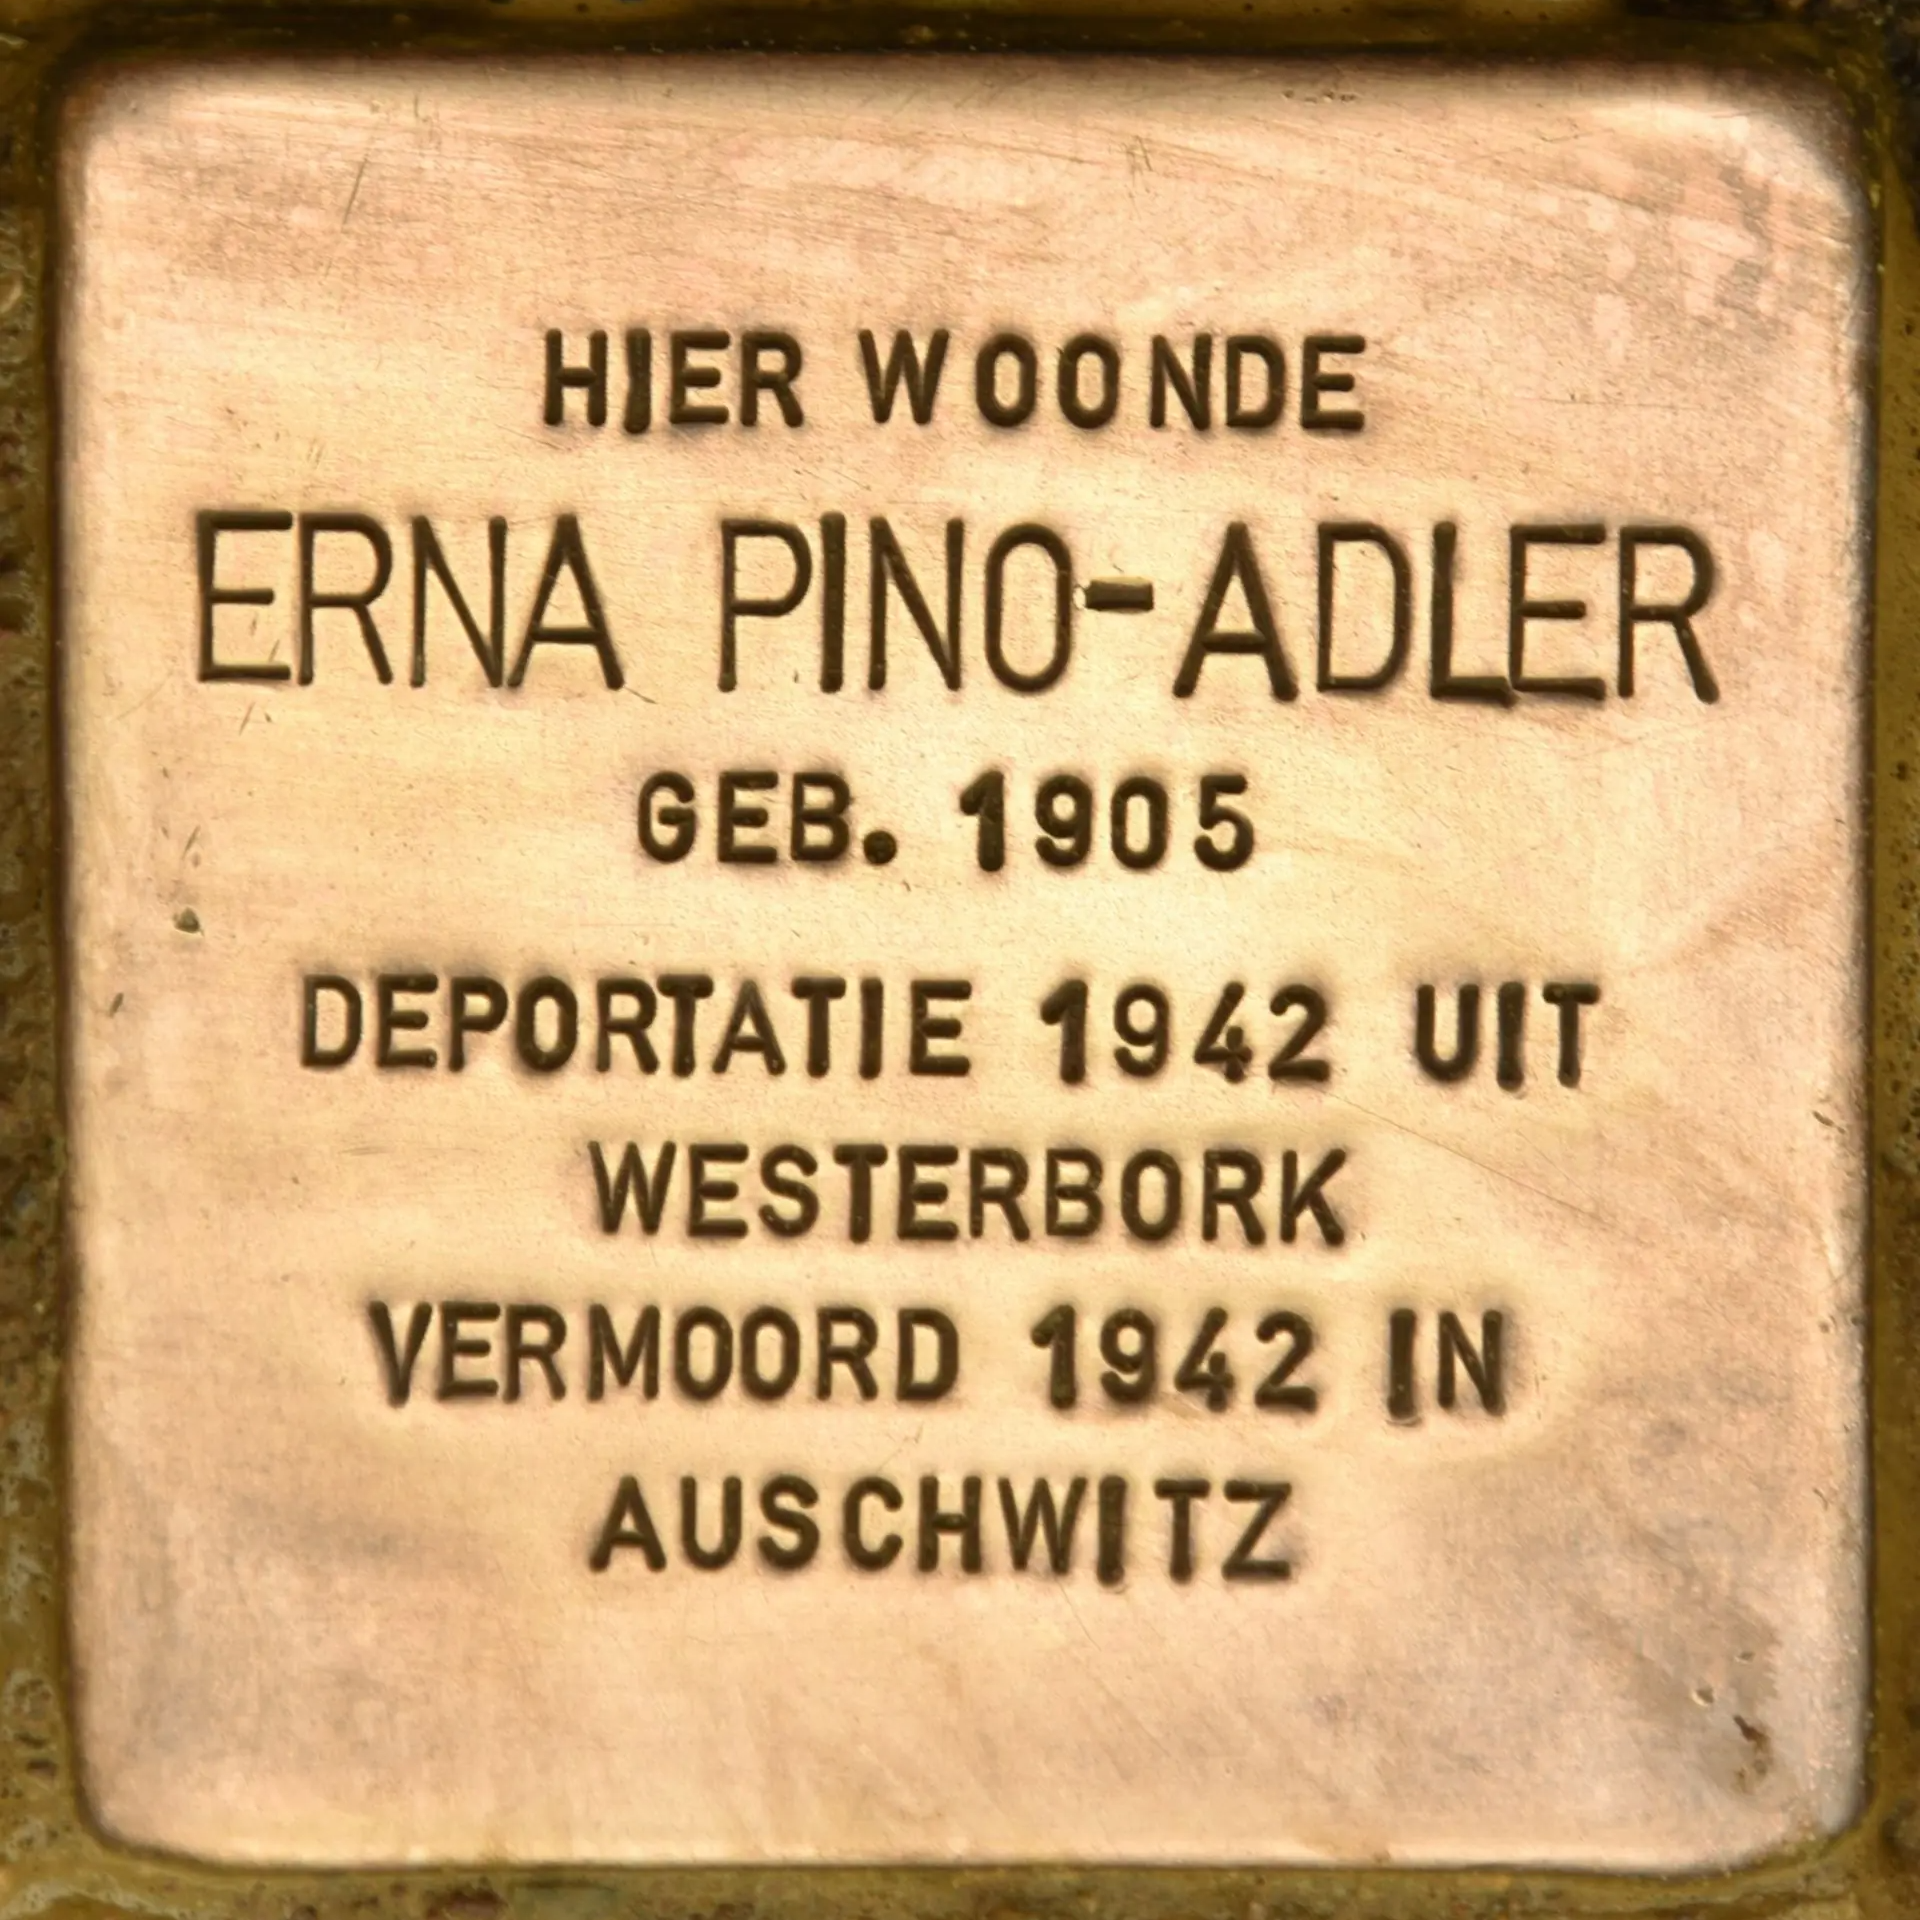 HIER WOONDE
ERNA PINO-ADLER
GEB. 1905
DEPORTATIE 1942 UIT
WESTERBORK
VERMOORD 1942 IN
AUSCHWITZ